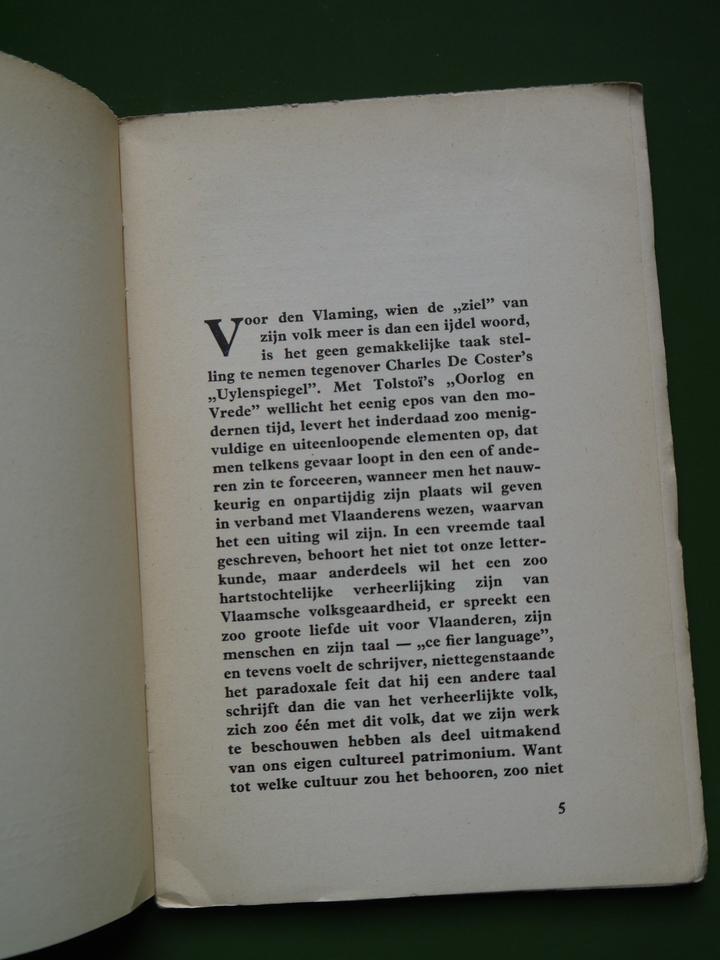 Voor den Vlaming, wien de „ziel” van
zijn volk meer is dan een ijdel woord,
is het geen gemakkelijke taak stel-
ling te nemen tegenover Charles De Coster's
„Uylenspiegel”. Met Tolstoï's „Oorlog en
Vrede” wellicht het eenig epos van den mo-
dernen tijd, levert het inderdaad zoo menig-
vuldige en uiteenloopende elementen op, dat
men telkens gevaar loopt in den een of ande-
ren zin te forceeren, wanneer men het nauw-
keurig en onpartijdig zijn plaats wil geven
in verband met Vlaanderens wezen, waarvan
het een uiting wil zijn. In een vreemde taal
geschreven, behoort het niet tot onze letter-
kunde, maar anderdeels wil het een zoo
hartstochtelijke verheerlijking zijn van
Vlaamsche volksgeaardheid, er spreekt een
zoo groote liefde uit voor Vlaanderen, zijn
menschen en zijn taal — „ce fier language”,
en tevens voelt de schrijver, niettegenstaande
het paradoxale feit dat hij een andere taal
schrijft dan die van het verheerlijkte volk,
zich zoo één met dit volk, dat we zijn werk
te beschouwen hebben als deel uitmakend
van ons eigen cultureel patrimonium. Want
tot welke cultuur zou het behooren, zoo niet
5